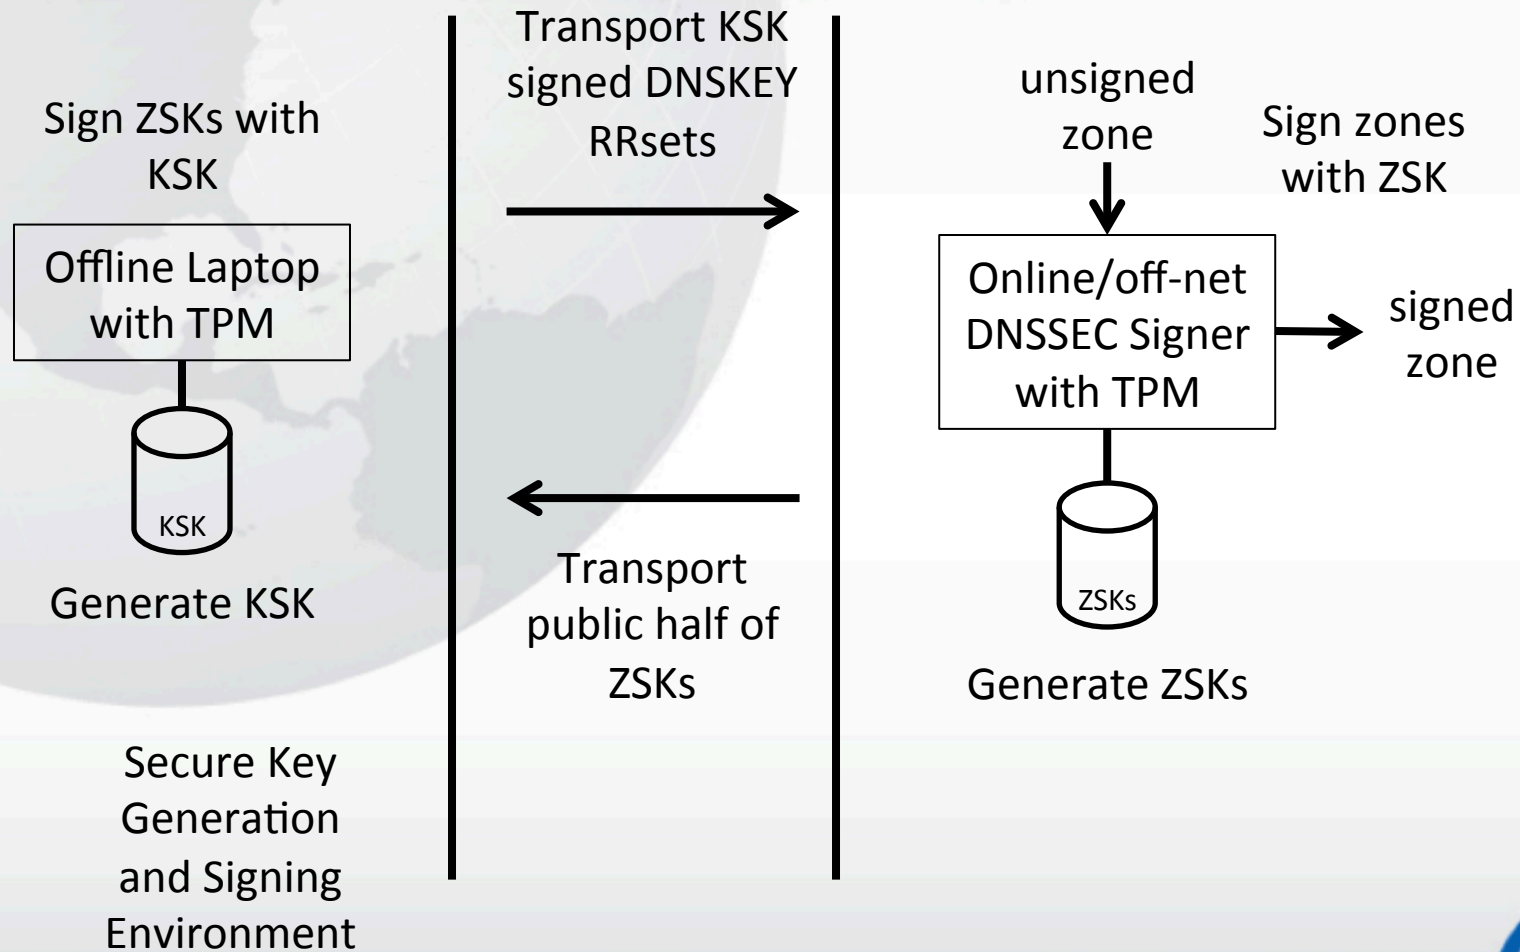 Sign ZSKs with
KSK
Offline Laptop
with TPM
KSK
Generate KSK
Secure Key
Generation
and Signing
Environment
Transport KSK
signed DNSKEY
RRsets
Transport
public half of
ZSKs
unsigned
zone
Sign zones
with ZSK
Online/off-net
DNSSEC Signer
with TPM
signed
zone
ZSKs
Generate ZSKs